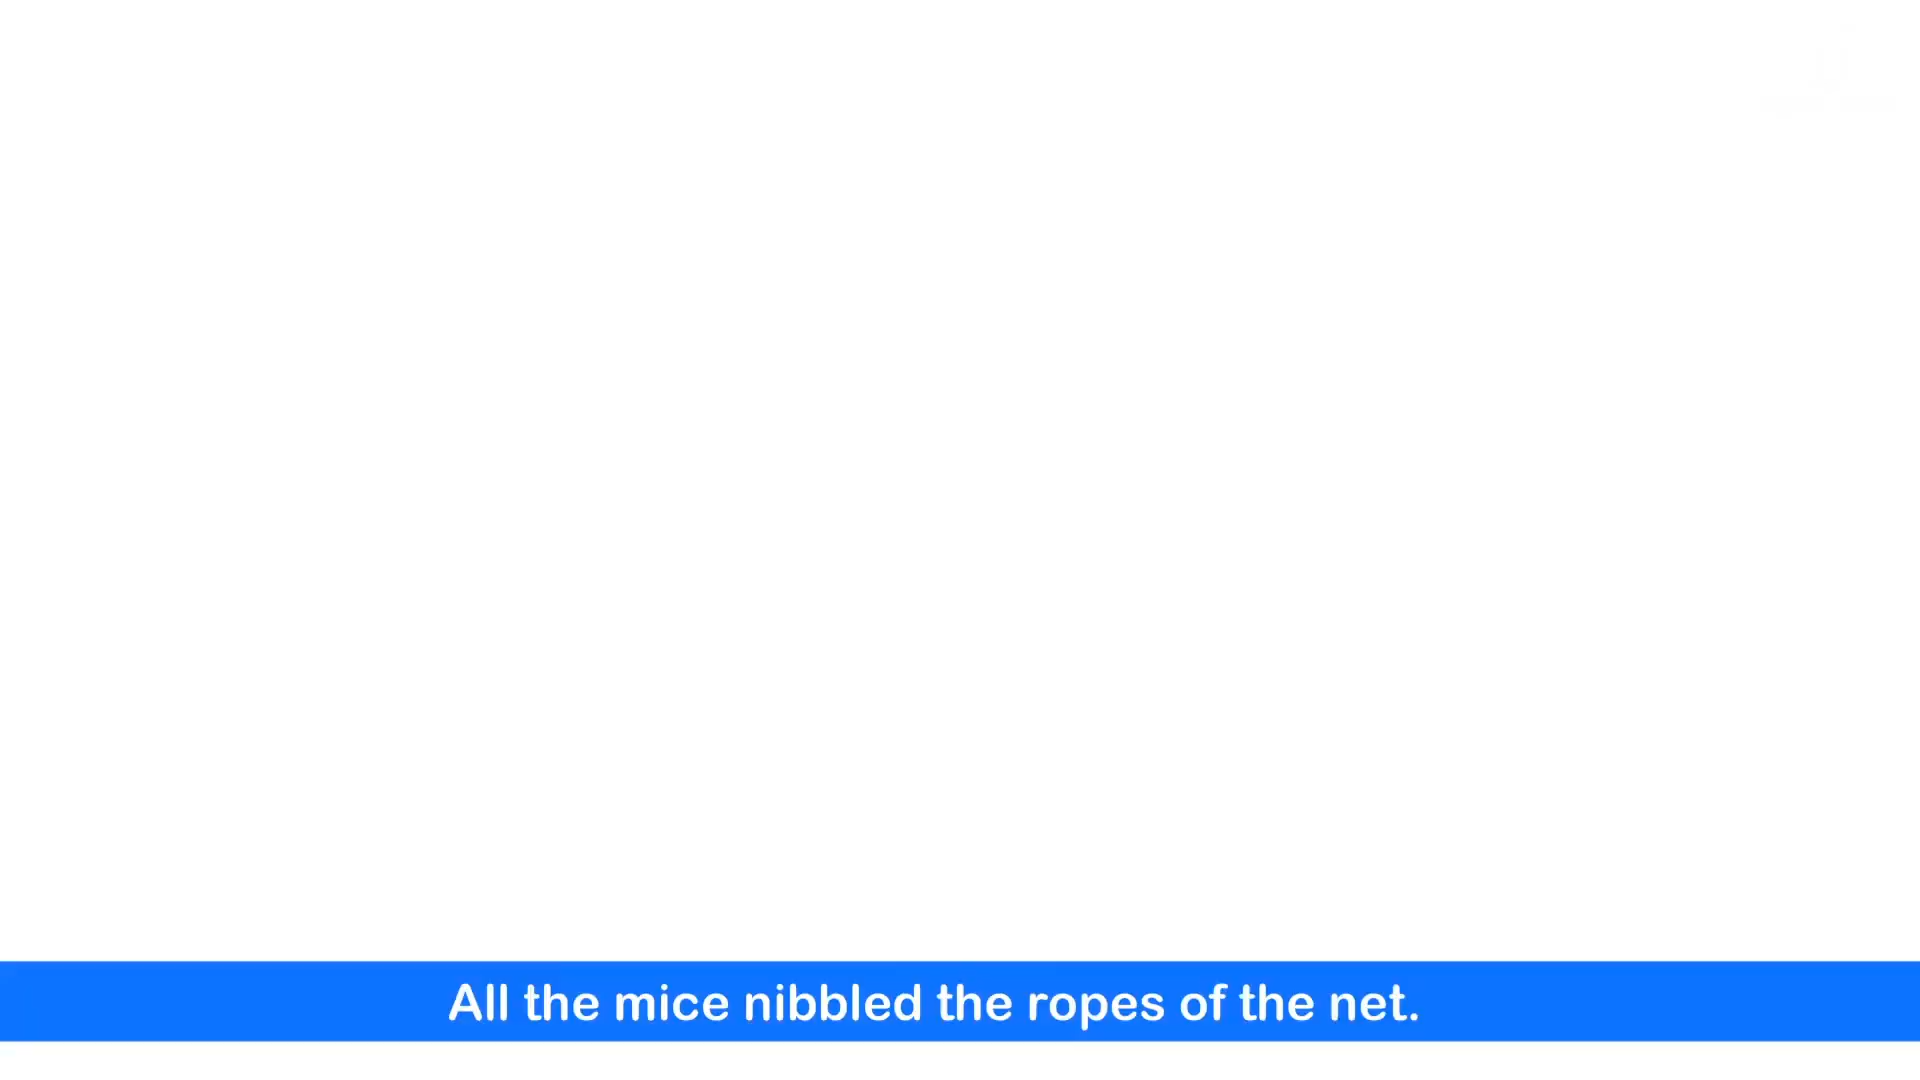 All the mice nibbled the ropes of the net.